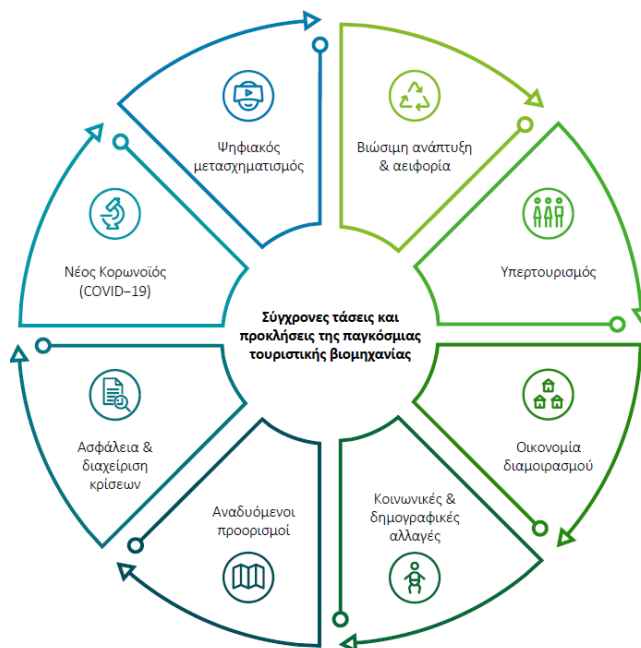 Ψηφιακός
μετασχηματισμός
Βιώσιμη ανάπτυξη
& αειφορία
Νέος Κορωνοϊός
(COVID–19)
Υπερτουρισμός
Σύγχρονες τάσεις και
προκλήσεις της παγκόσμιας
τουριστικής βιομηχανίας
Ασφάλεια &
διαχείριση
κρίσεων
Οικονομία
διαμοιρασμού
Αναδυόμενοι
προορισμοί
Κοινωνικές &
δημογραφικές
αλλαγές